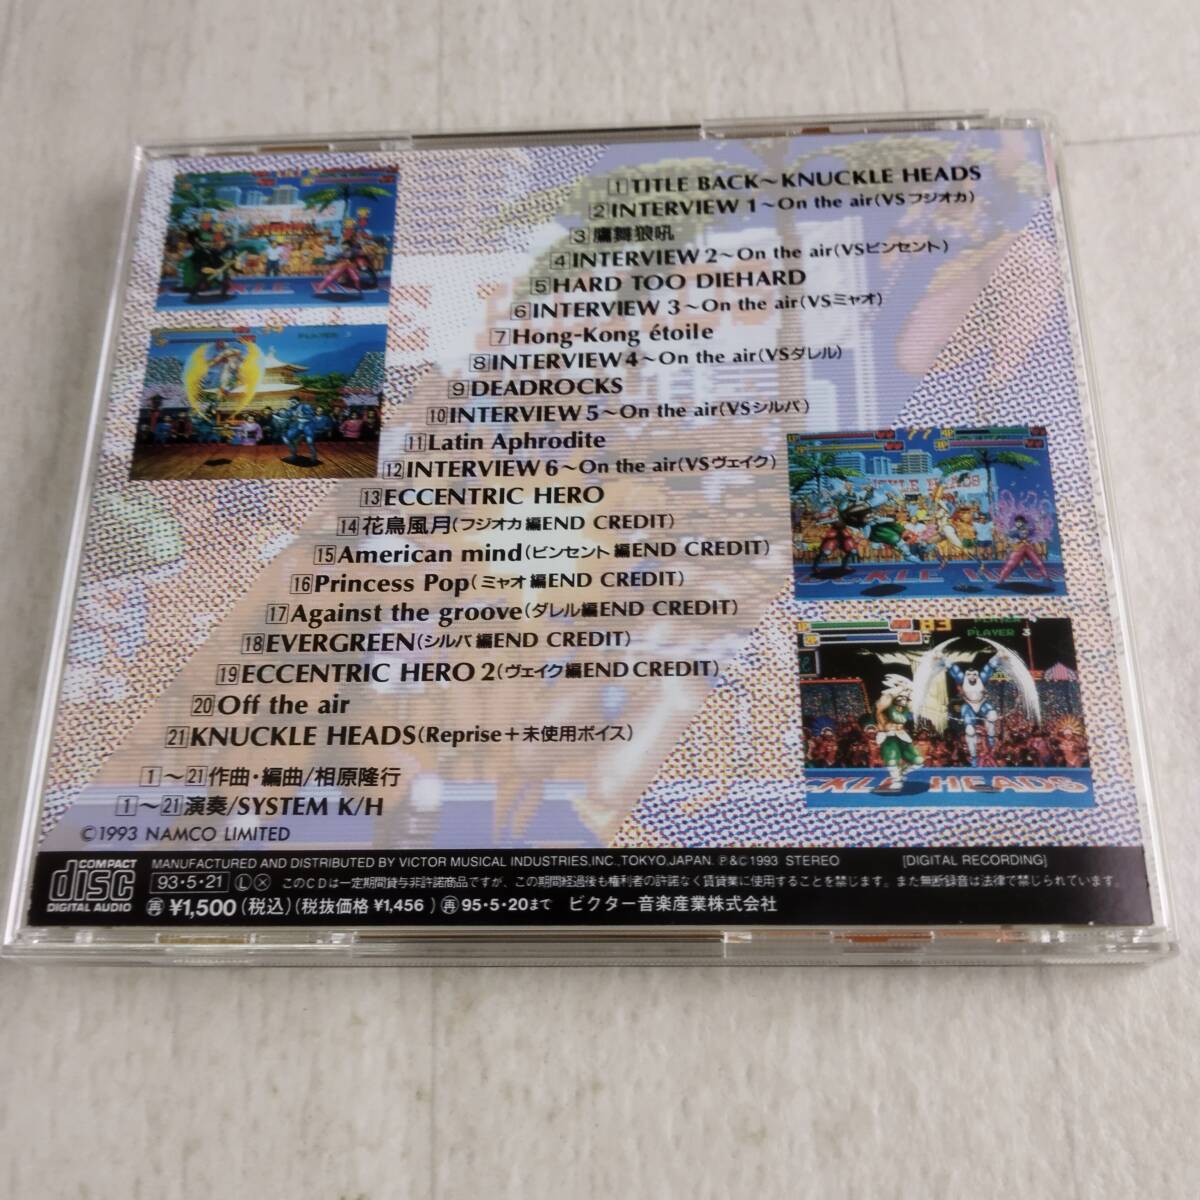 1 TITLE BACK～KNUCKLE HEADS
2 INTERVIEW 1～On the air(VSフジオカ)
3 鷹舞狼吼
4 INTERVIEW 2～On the air(VSビンセント)
5 HARD TOO DIEHARD
6 INTERVIEW 3～On the air(VSミャオ)
7 Hong-Kong étoile
8 INTERVIEW 4～On the air(VSダレル)
9 DEADROCKS
10 INTERVIEW 5～On the air(VSシルバ)
11 Latin Aphrodite
12 INTERVIEW 6～On the air(VSヴェイク)
13 ECCENTRIC HERO
14 花鳥風月(フジオカ編END CREDIT)
15 American mind(ビンセント編END CREDIT)
16 Princess Pop(ミャオ編END CREDIT)
17 Against the groove(ダレル編END CREDIT)
18 EVERGREEN(シルバ編END CREDIT)
19 ECCENTRIC HERO 2(ヴェイク編END CREDIT)
20 Off the air
21 KNUCKLE HEADS(Reprise＋未使用ボイス)
1～21作曲・編曲/相原隆行
1～21演奏/SYSTEM K/H
©1993 NAMCO LIMITED
PLAYER
83
PLAYER 3
KLE HEADS
COMPACT
disc
DIGITAL AUDIO
MANUFACTURED AND DISTRIBUTED BY VICTOR MUSICAL INDUSTRIES,INC.,TOKYO,JAPAN. ℗&©1993 STEREO [DIGITAL RECORDING]
93・5・21 Ⓛ Ⓧ このCDは一定期間貸与非許諾商品ですが、この期間経過後も権利者の許諾なく賃貸業に使用することを禁じます。また無断録音は法律で禁じられています。
再 ¥1,500(税込)(税抜価格 ¥1,456 ) 再 95・5・20まで ビクター音楽産業株式会社